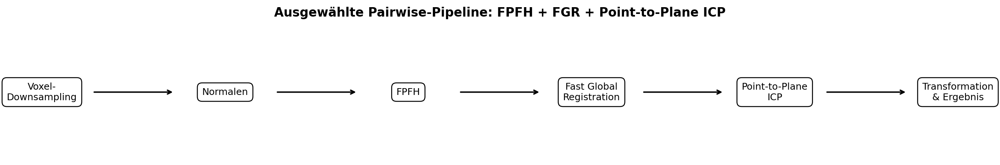 Ausgewählte Pairwise-Pipeline: FPFH + FGR + Point-to-Plane ICP
Voxel-
Downsampling
Normalen
FPFH
Fast Global
Registration
Point-to-Plane
ICP
Transformation
& Ergebnis